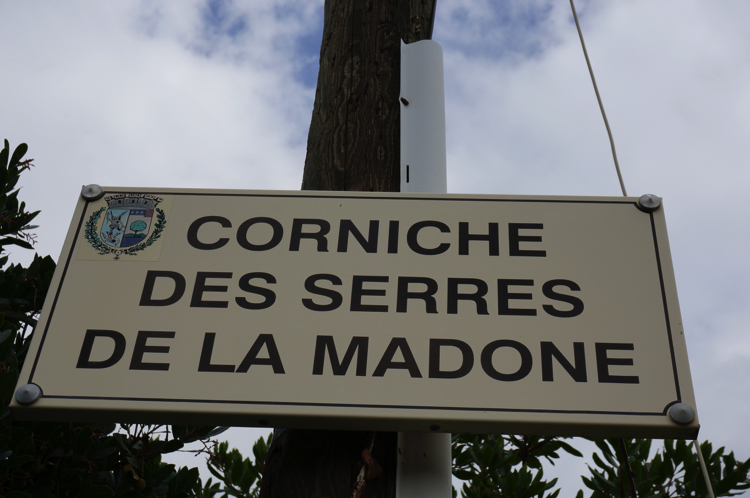 CORNICHE
DES SERRES
DE LA MADONE